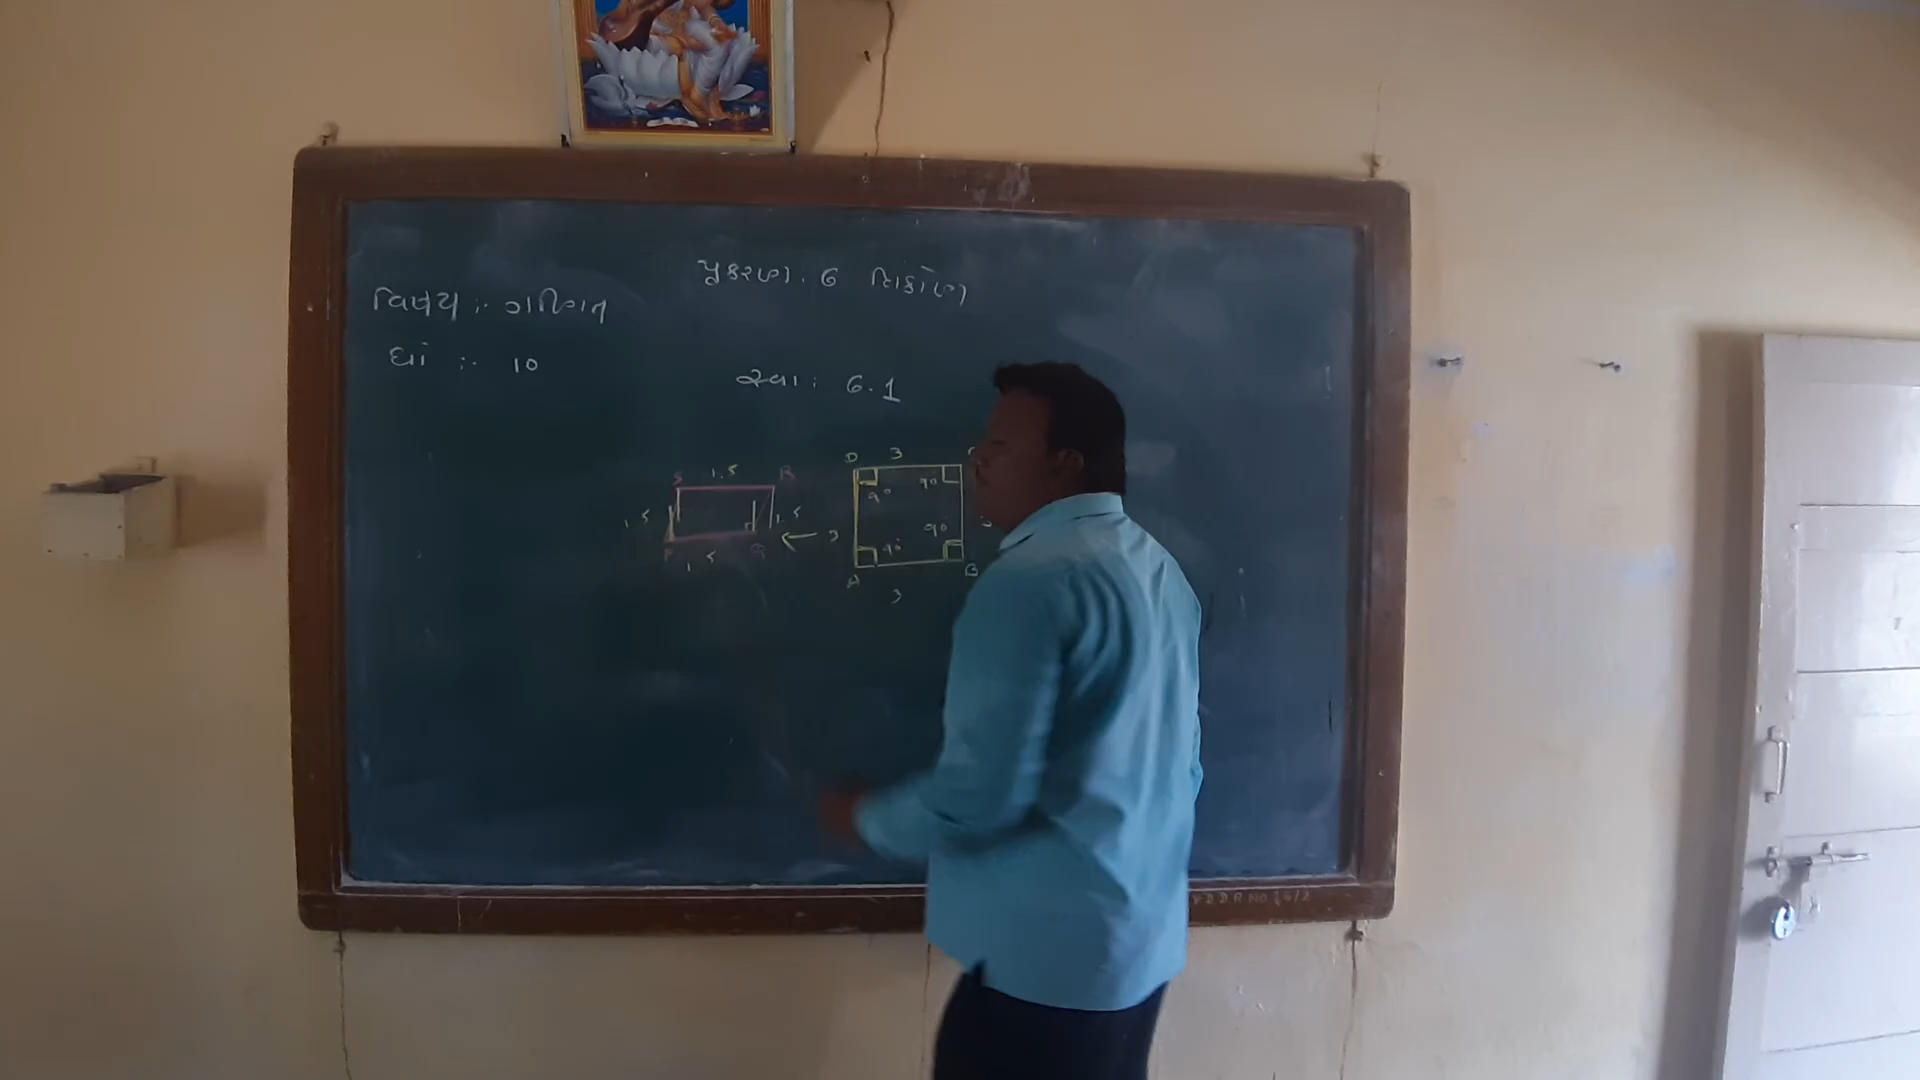 પ્રકરણ. 6 ત્રિકોણ
વિષય :- ગણિત
ધો :- 10
સ્વા : 6.1
D 3
S 1.5 R
90° 90°
1.5 1.5 ← 3 90° 90°
P 1.5 Q
A B
3